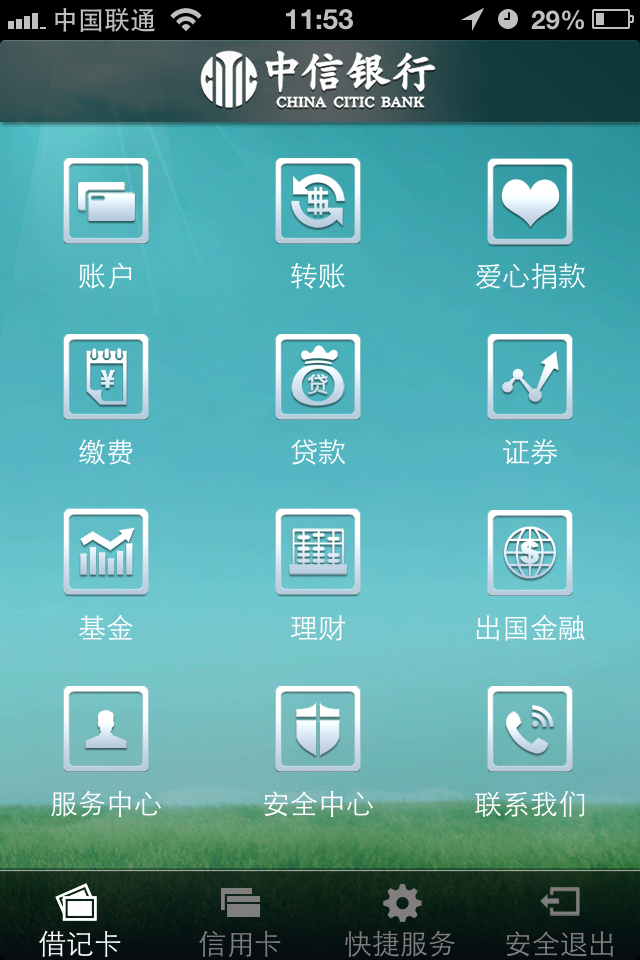 中国联通 11:53 29%
中信银行
CHINA CITIC BANK
账户 转账 爱心捐款
¥ 贷
缴费 贷款 证券
$
基金 理财 出国金融
服务中心 安全中心 联系我们
借记卡 信用卡 快捷服务 安全退出